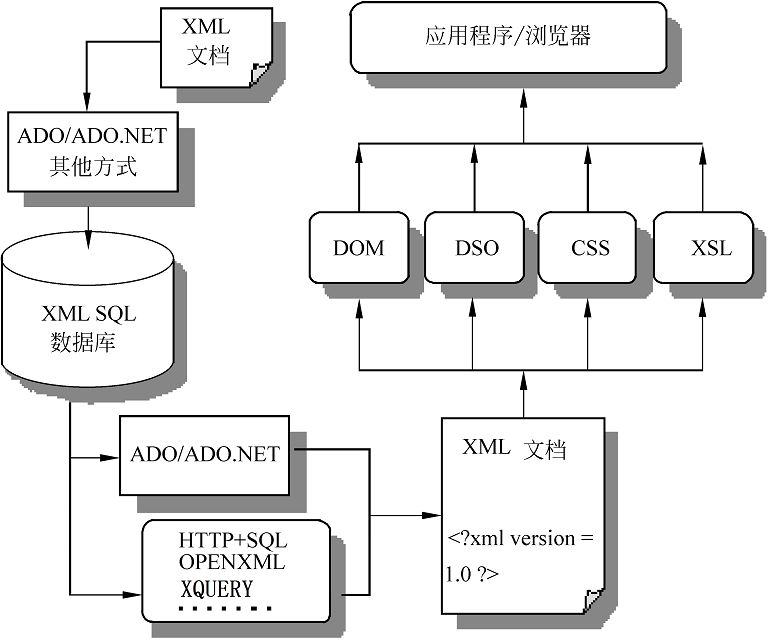 XML
文档
ADO/ADO.NET
其他方式
XML SQL
数据库
ADO/ADO.NET
HTTP+SQL
OPENXML
XQUERY
.......
应用程序/浏览器
DOM
DSO
CSS
XSL
XML 文档
<?xml version =
1.0 ?>